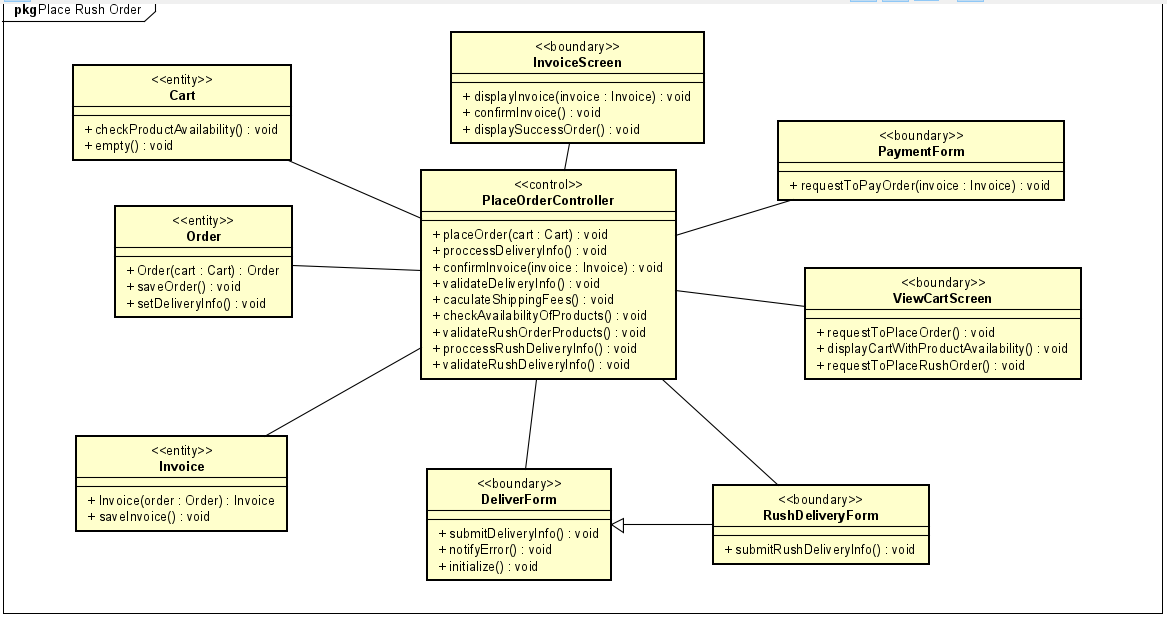 pkg Place Rush Order
<<entity>>
Cart
+ checkProductAvailability() : void
+ empty() : void
<<boundary>>
InvoiceScreen
+ displayInvoice(invoice : Invoice) : void
+ confirmInvoice() : void
+ displaySuccessOrder() : void
<<boundary>>
PaymentForm
+ requestToPayOrder(invoice : Invoice) : void
<<control>>
PlaceOrderController
+ placeOrder(cart : Cart) : void
+ proccessDeliveryInfo() : void
+ confirmInvoice(invoice : Invoice) : void
+ validateDeliveryInfo() : void
+ caculateShippingFees() : void
+ checkAvailabilityOfProducts() : void
+ validateRushOrderProducts() : void
+ proccessRushDeliveryInfo() : void
+ validateRushDeliveryInfo() : void
<<entity>>
Order
+ Order(cart : Cart) : Order
+ saveOrder() : void
+ setDeliveryInfo() : void
<<boundary>>
ViewCartScreen
+ requestToPlaceOrder() : void
+ displayCartWithProductAvailability() : void
+ requestToPlaceRushOrder() : void
<<entity>>
Invoice
+ Invoice(order : Order) : Invoice
+ saveInvoice() : void
<<boundary>>
DeliverForm
+ submitDeliveryInfo() : void
+ notifyError() : void
+ initialize() : void
<<boundary>>
RushDeliveryForm
+ submitRushDeliveryInfo() : void